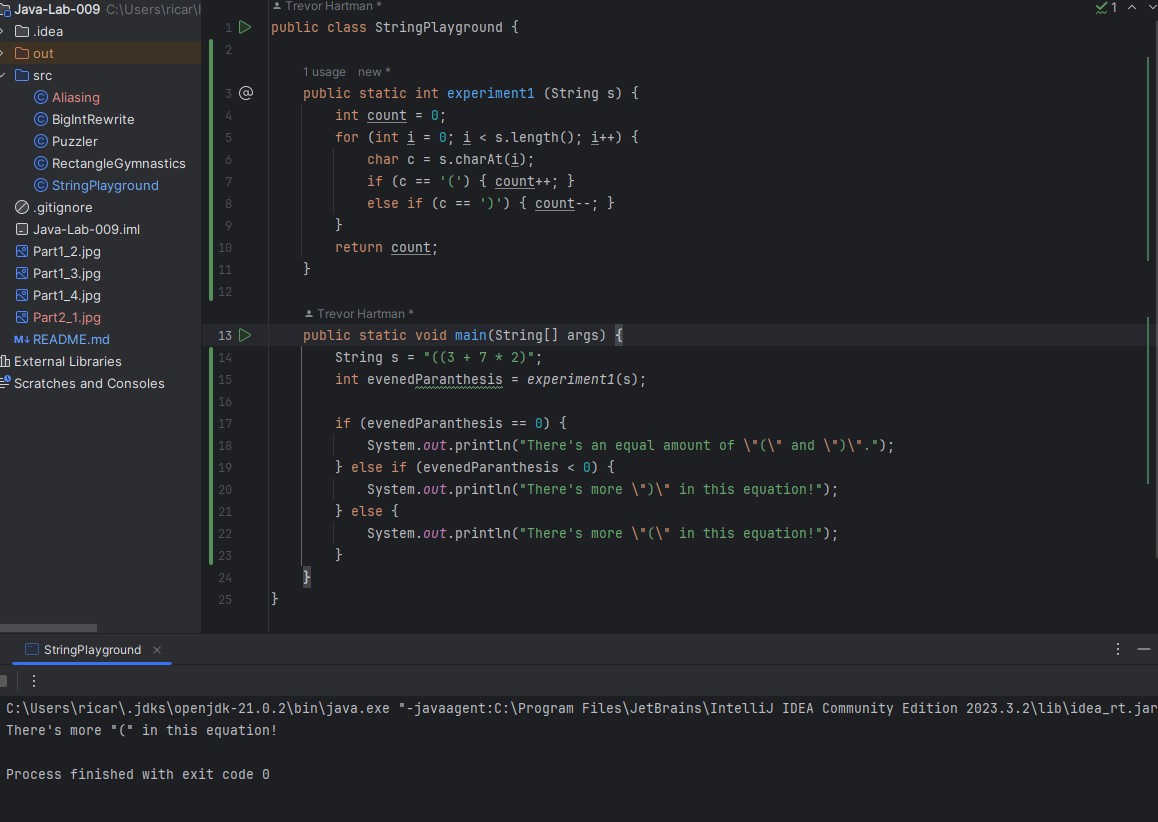 Java-Lab-009 C:\Users\ricar\
.idea
out
src
Aliasing
BigIntRewrite
Puzzler
RectangleGymnastics
StringPlayground
.gitignore
Java-Lab-009.iml
Part1_2.jpg
Part1_3.jpg
Part1_4.jpg
Part2_1.jpg
M↓ README.md
External Libraries
Scratches and Consoles
Trevor Hartman *
1
1 public class StringPlayground {
2
1 usage new *
3 @ public static int experiment1 (String s) {
4 int count = 0;
5 for (int i = 0; i < s.length(); i++) {
6 char c = s.charAt(i);
7 if (c == '(') { count++; }
8 else if (c == ')') { count--; }
9 }
10 return count;
11 }
12
Trevor Hartman *
13 public static void main(String[] args) {
14 String s = "((3 + 7 * 2)";
15 int evenedParanthesis = experiment1(s);
16
17 if (evenedParanthesis == 0) {
18 System.out.println("There's an equal amount of \"(\" and \")\".");
19 } else if (evenedParanthesis < 0) {
20 System.out.println("There's more \")\" in this equation!");
21 } else {
22 System.out.println("There's more \"(\" in this equation!");
23 }
24 }
25 }
StringPlayground
C:\Users\ricar\.jdks\openjdk-21.0.2\bin\java.exe "-javaagent:C:\Program Files\JetBrains\IntelliJ IDEA Community Edition 2023.3.2\lib\idea_rt.jar
There's more "(" in this equation!
Process finished with exit code 0